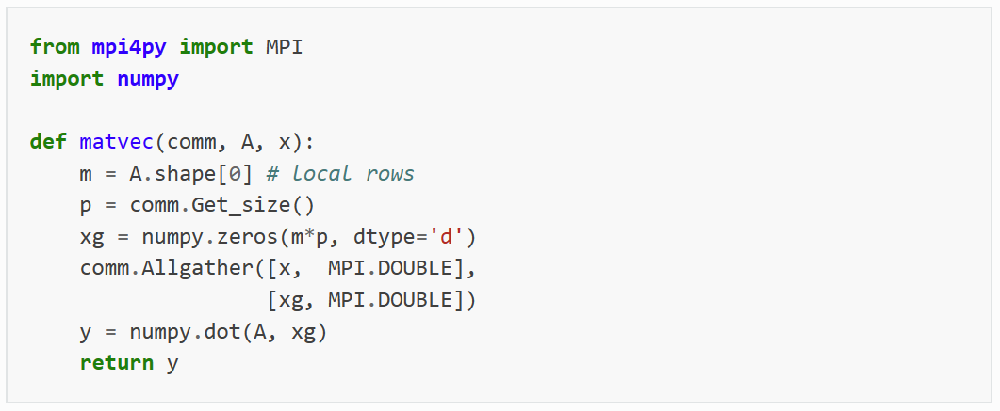 from mpi4py import MPI
import numpy

def matvec(comm, A, x):
    m = A.shape[0] # local rows
    p = comm.Get_size()
    xg = numpy.zeros(m*p, dtype='d')
    comm.Allgather([x,  MPI.DOUBLE],
                   [xg, MPI.DOUBLE])
    y = numpy.dot(A, xg)
    return y